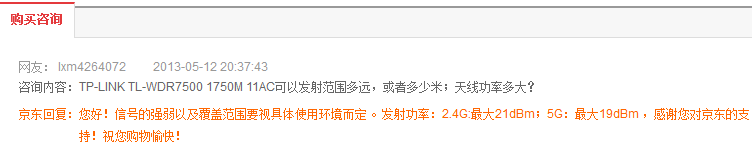 购买咨询
网友： lxm4264072 2013-05-12 20:37:43
咨询内容：TP-LINK TL-WDR7500 1750M 11AC可以发射范围多远，或者多少米；天线功率多大？
京东回复：您好！信号的强弱以及覆盖范围要视具体使用环境而定 。发射功率：2.4G:最大21dBm；5G：最大19dBm ，感谢您对京东的支
持！祝您购物愉快！